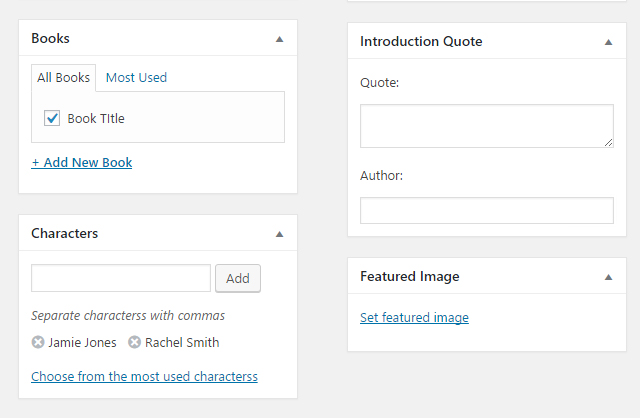 Books
All Books Most Used
Book TItle
+ Add New Book
Characters
Add
Separate characterss with commas
Jamie Jones Rachel Smith
Choose from the most used characterss
Introduction Quote
Quote:
Author:
Featured Image
Set featured image